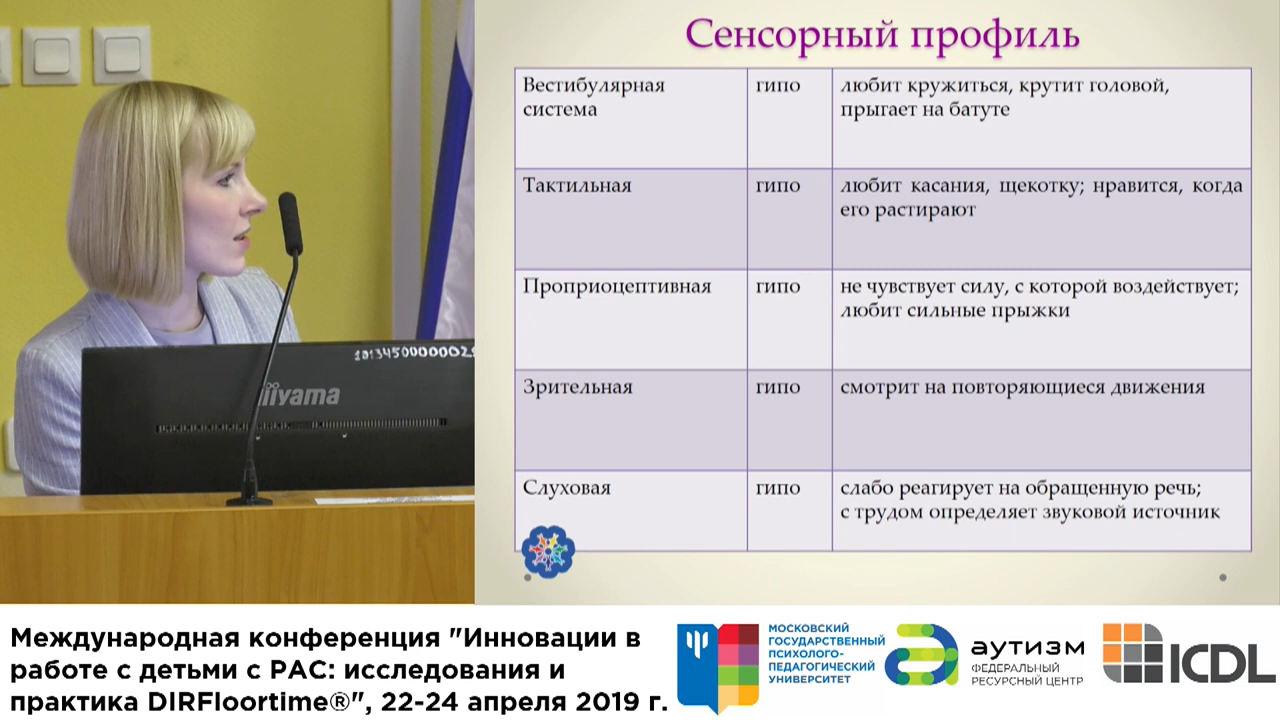 Сенсорный профиль
Вестибулярная
система
гипо
любит кружиться, крутит головой,
прыгает на батуте
Тактильная
гипо
любит касания, щекотку; нравится, когда
его растирают
Проприоцептивная
гипо
не чувствует силу, с которой воздействует;
любит сильные прыжки
Зрительная
гипо
смотрит на повторяющиеся движения
Слуховая
гипо
слабо реагирует на обращенную речь;
с трудом определяет звуковой источник
iiyama
Международная конференция "Инновации в
работе с детьми с РАС: исследования и
практика DIRFloortime®", 22-24 апреля 2019 г.
МОСКОВСКИЙ
ГОСУДАРСТВЕННЫЙ
ПСИХОЛОГО-
ПЕДАГОГИЧЕСКИЙ
УНИВЕРСИТЕТ
аутизм
ФЕДЕРАЛЬНЫЙ
РЕСУРСНЫЙ ЦЕНТР
ICDL